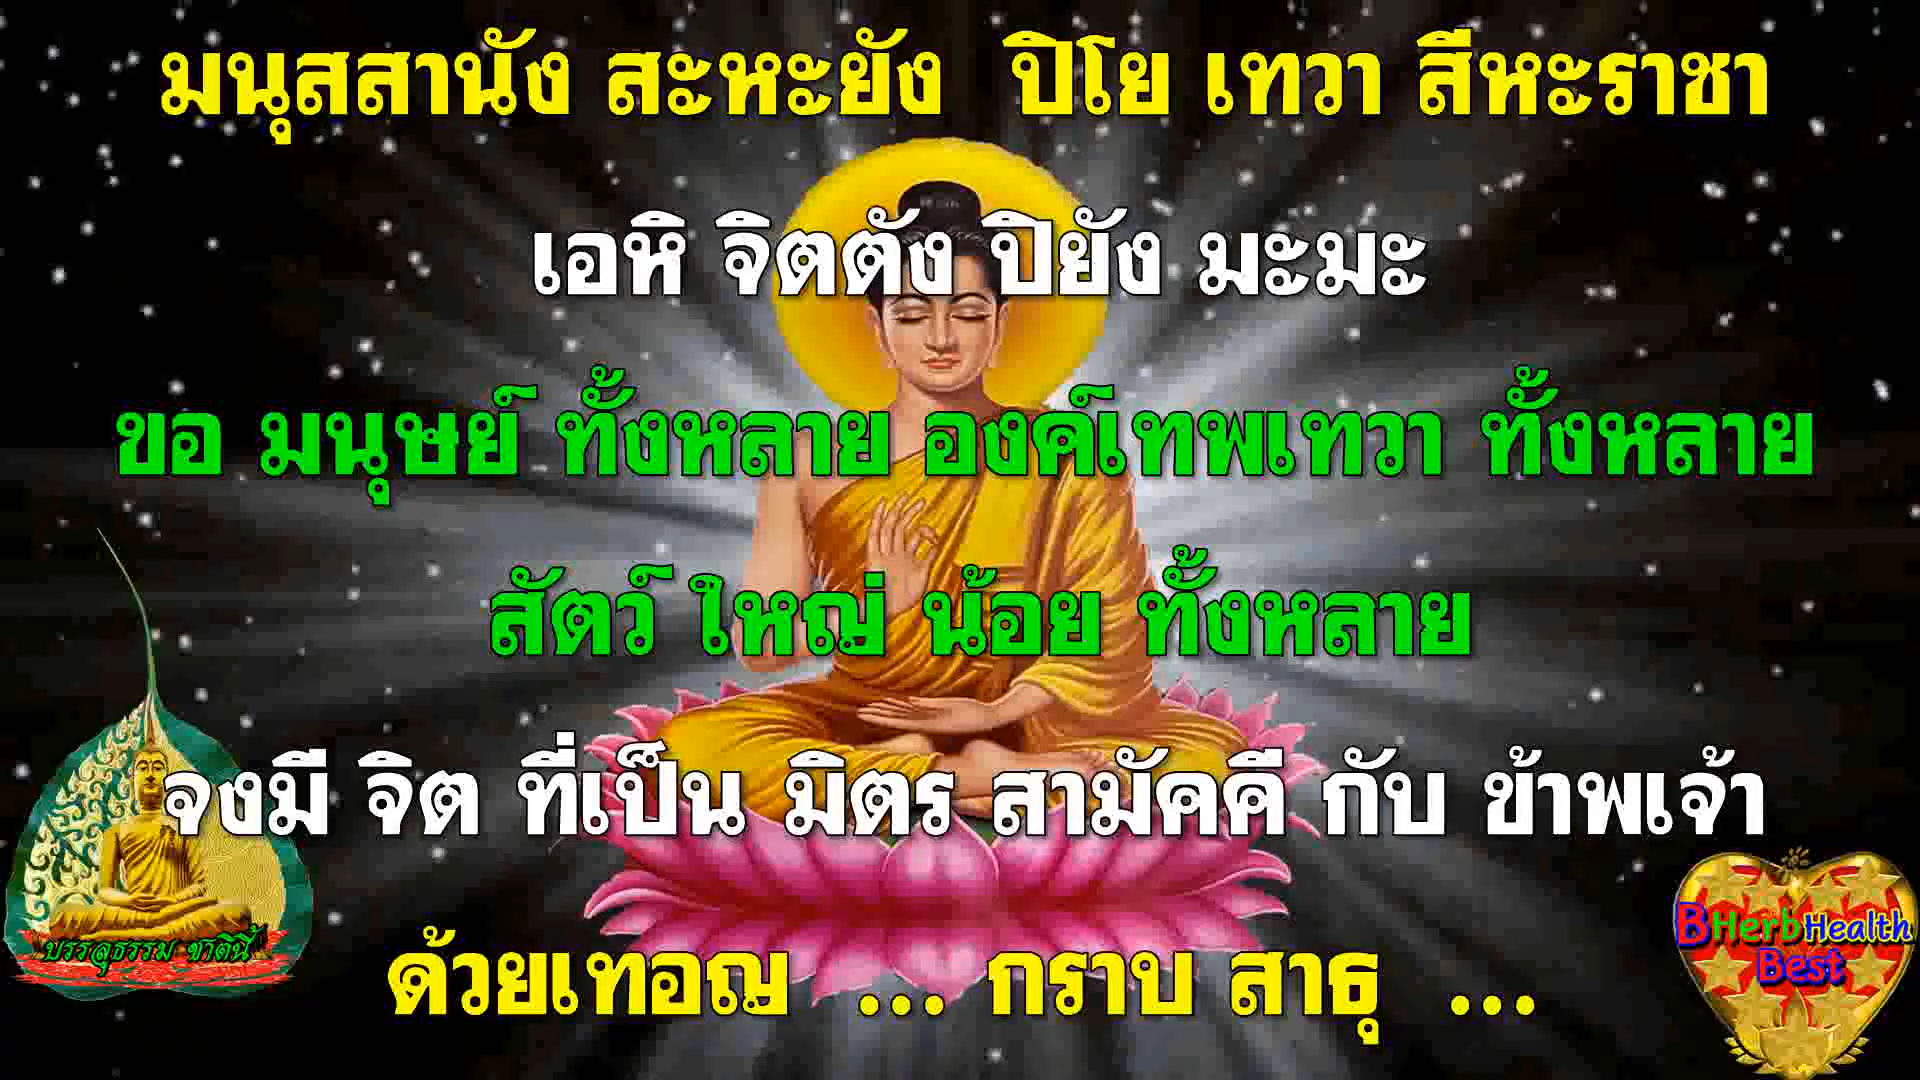 มนุสสานัง สะหะยัง ปิโย เทวา สีหะราชา
เอหิ จิตตัง ปิยัง มะมะ
ขอ มนุษย์ ทั้งหลาย องค์เทพเทวา ทั้งหลาย
สัตว์ ใหญ่ น้อย ทั้งหลาย
จงมี จิต ที่เป็น มิตร สามัคคี กับ ข้าพเจ้า
ด้วยเทอญ ... กราบ สาธุ ...
บรรลุธรรม ชาตินี้
BHerbHealth
Best